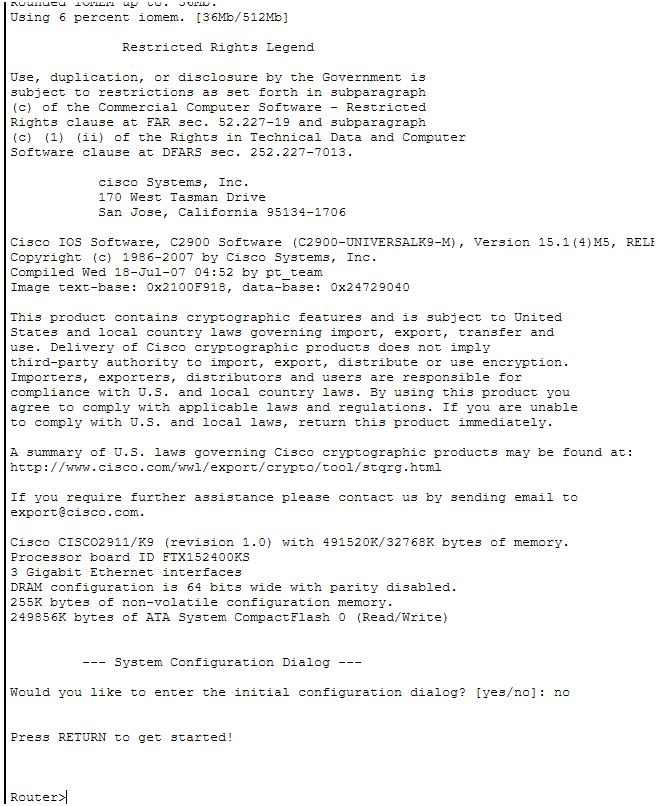 Rounded IOMEM up to: 36Mb.
Using 6 percent iomem. [36Mb/512Mb]
Restricted Rights Legend
Use, duplication, or disclosure by the Government is
subject to restrictions as set forth in subparagraph
(c) of the Commercial Computer Software - Restricted
Rights clause at FAR sec. 52.227-19 and subparagraph
(c) (1) (ii) of the Rights in Technical Data and Computer
Software clause at DFARS sec. 252.227-7013.
cisco Systems, Inc.
170 West Tasman Drive
San Jose, California 95134-1706
Cisco IOS Software, C2900 Software (C2900-UNIVERSALK9-M), Version 15.1(4)M5, RELE
Copyright (c) 1986-2007 by Cisco Systems, Inc.
Compiled Wed 18-Jul-07 04:52 by pt_team
Image text-base: 0x2100F918, data-base: 0x24729040
This product contains cryptographic features and is subject to United
States and local country laws governing import, export, transfer and
use. Delivery of Cisco cryptographic products does not imply
third-party authority to import, export, distribute or use encryption.
Importers, exporters, distributors and users are responsible for
compliance with U.S. and local country laws. By using this product you
agree to comply with applicable laws and regulations. If you are unable
to comply with U.S. and local laws, return this product immediately.
A summary of U.S. laws governing Cisco cryptographic products may be found at:
http://www.cisco.com/wwl/export/crypto/tool/stqrg.html
If you require further assistance please contact us by sending email to
export@cisco.com.
Cisco CISCO2911/K9 (revision 1.0) with 491520K/32768K bytes of memory.
Processor board ID FTX152400KS
3 Gigabit Ethernet interfaces
DRAM configuration is 64 bits wide with parity disabled.
255K bytes of non-volatile configuration memory.
249856K bytes of ATA System CompactFlash 0 (Read/Write)
--- System Configuration Dialog ---
Would you like to enter the initial configuration dialog? [yes/no]: no
Press RETURN to get started!
Router>